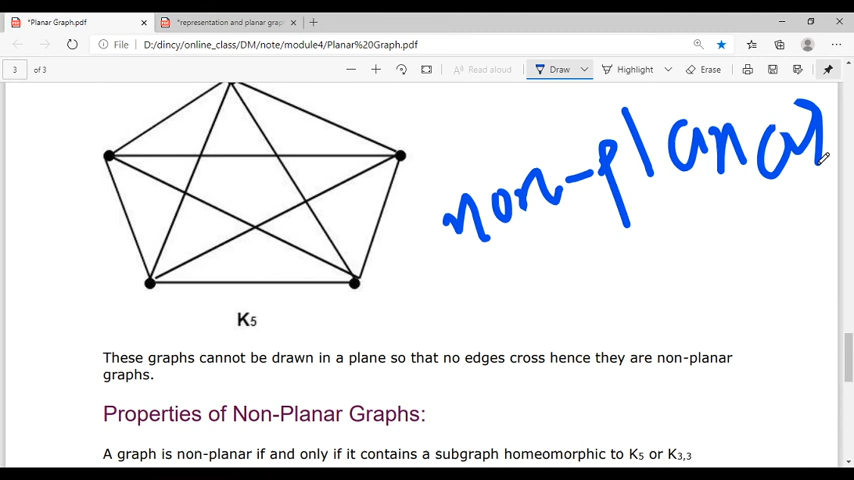 *Planar Graph.pdf
*representation and planar grap
File
D:/dincy/online_class/DM/note/module4/Planar%20Graph.pdf
3 of 3
Read aloud
Draw
Highlight
Erase
non-planar
K5
These graphs cannot be drawn in a plane so that no edges cross hence they are non-planar
graphs.
Properties of Non-Planar Graphs:
A graph is non-planar if and only if it contains a subgraph homeomorphic to K5 or K3,3